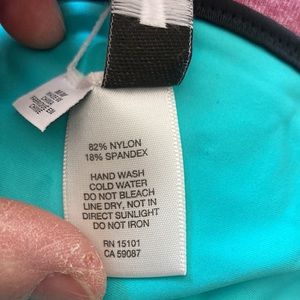 82% NYLON
18% SPANDEX
HAND WASH
COLD WATER
DO NOT BLEACH
LINE DRY, NOT IN
DIRECT SUNLIGHT
DO NOT IRON
RN 15101
CA 59087